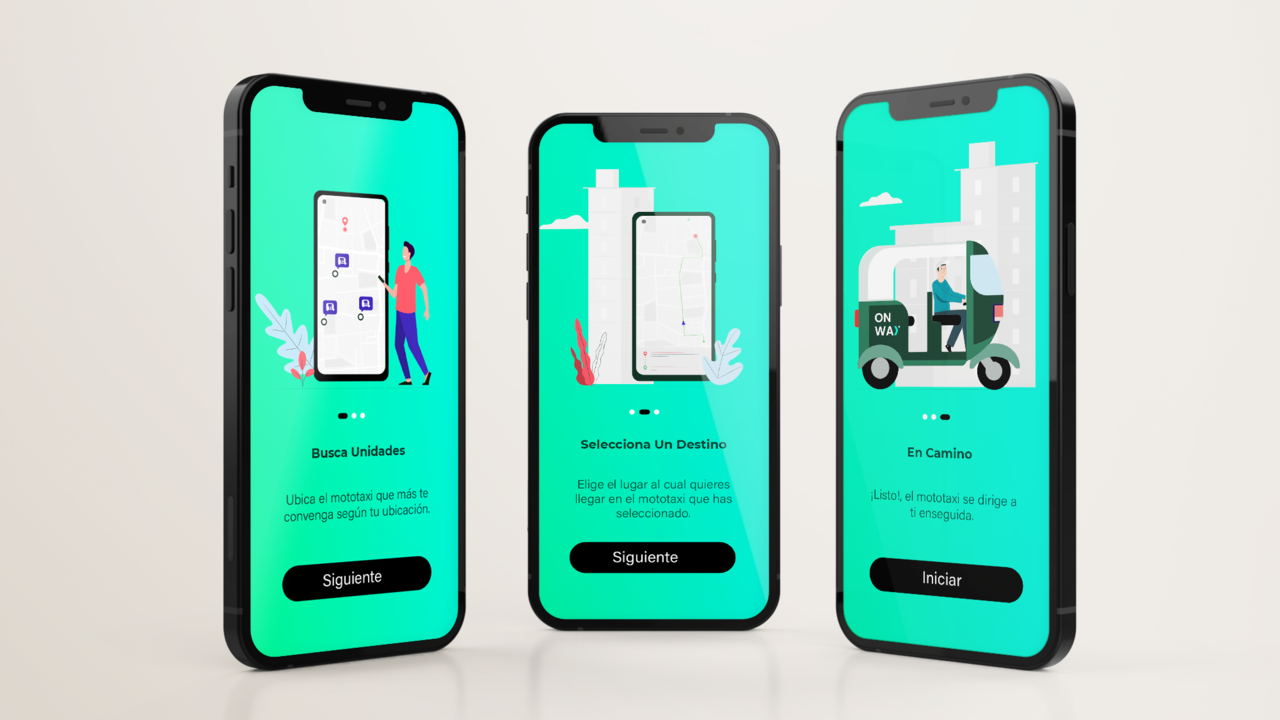 Busca Unidades
Ubica el mototaxi que más te
convenga según tu ubicación.
Siguiente
Selecciona Un Destino
Elige el lugar al cual quieres
llegar en el mototaxi que has
seleccionado.
Siguiente
ON
WAY
En Camino
¡Listo!, el mototaxi se dirige a
ti enseguida.
Iniciar